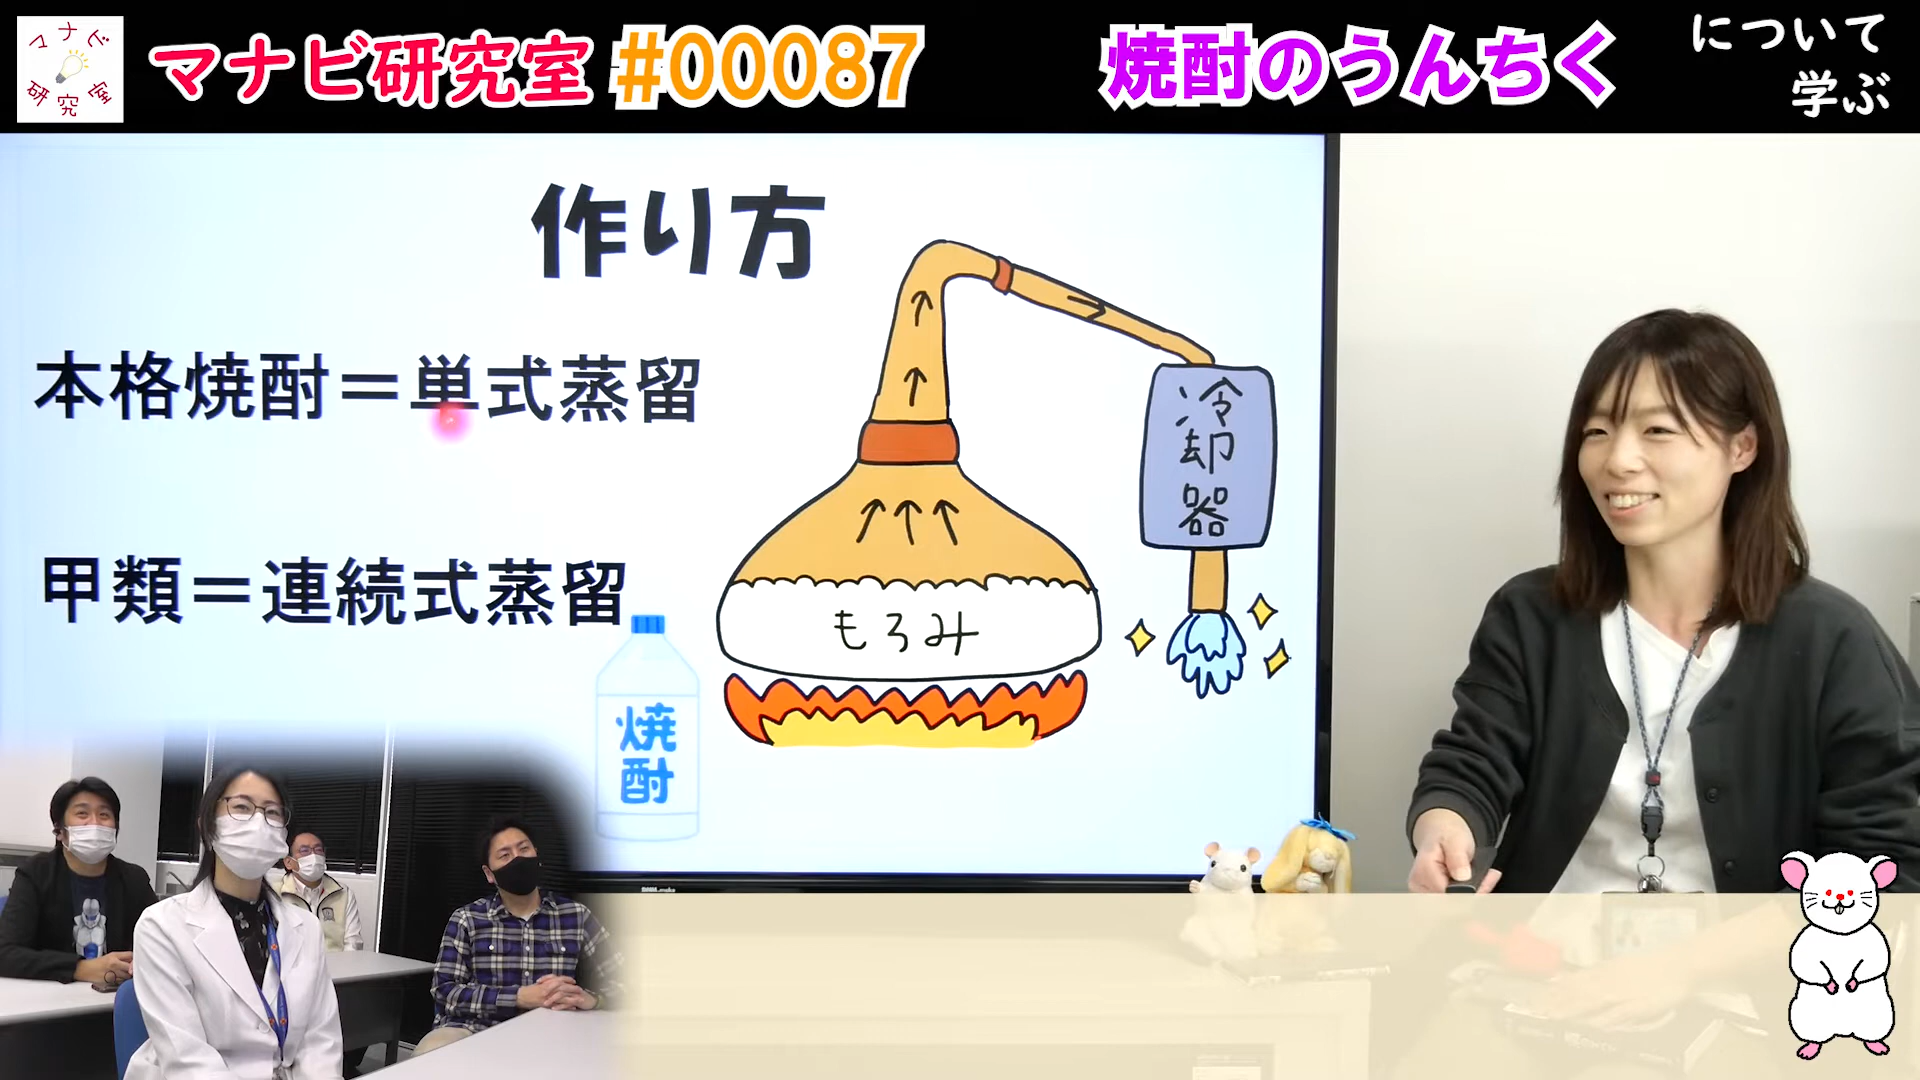 マナビ
研究室
マナビ研究室 #00087
焼酎のうんちく
について
学ぶ
作り方
本格焼酎＝単式蒸留
甲類＝連続式蒸留
冷却器
もろみ
焼酎